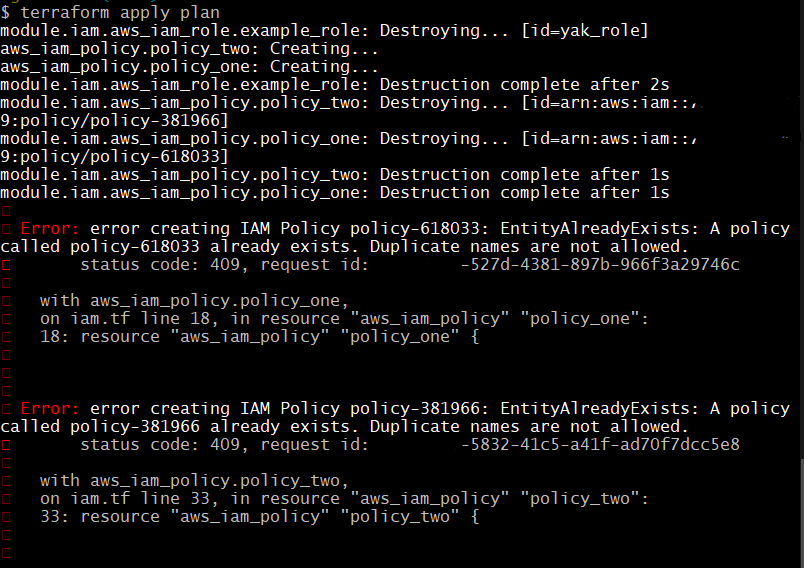 $ terraform apply plan
module.iam.aws_iam_role.example_role: Destroying... [id=yak_role]
aws_iam_policy.policy_two: Creating...
aws_iam_policy.policy_one: Creating...
module.iam.aws_iam_role.example_role: Destruction complete after 2s
module.iam.aws_iam_policy.policy_two: Destroying... [id=arn:aws:iam::
9:policy/policy-381966]
module.iam.aws_iam_policy.policy_one: Destroying... [id=arn:aws:iam::
9:policy/policy-618033]
module.iam.aws_iam_policy.policy_two: Destruction complete after 1s
module.iam.aws_iam_policy.policy_one: Destruction complete after 1s
Error: error creating IAM Policy policy-618033: EntityAlreadyExists: A policy
called policy-618033 already exists. Duplicate names are not allowed.
status code: 409, request id: -527d-4381-897b-966f3a29746c
with aws_iam_policy.policy_one,
on iam.tf line 18, in resource "aws_iam_policy" "policy_one":
18: resource "aws_iam_policy" "policy_one" {
Error: error creating IAM Policy policy-381966: EntityAlreadyExists: A policy
called policy-381966 already exists. Duplicate names are not allowed.
status code: 409, request id: -5832-41c5-a41f-ad70f7dcc5e8
with aws_iam_policy.policy_two,
on iam.tf line 33, in resource "aws_iam_policy" "policy_two":
33: resource "aws_iam_policy" "policy_two" {